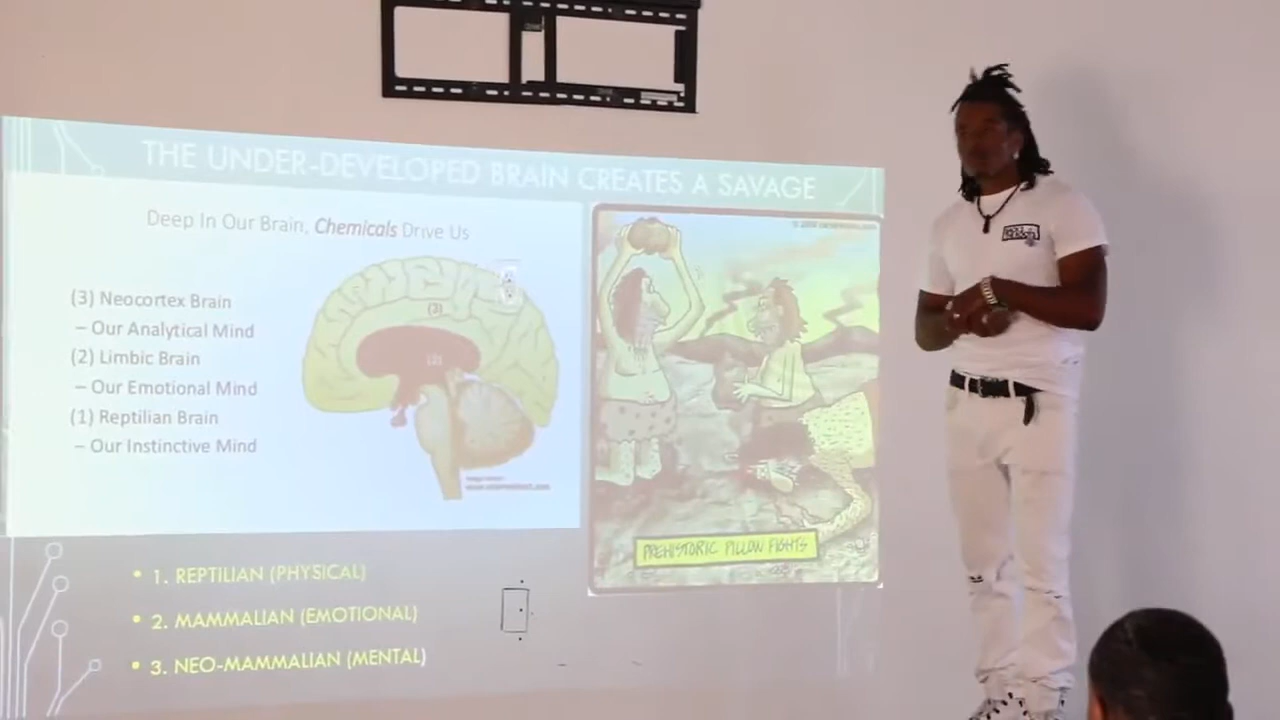 THE UNDER-DEVELOPED BRAIN CREATES A SAVAGE
Deep In Our Brain, Chemicals Drive Us
(3) Neocortex Brain
– Our Analytical Mind
(2) Limbic Brain
– Our Emotional Mind
(1) Reptilian Brain
– Our Instinctive Mind
(3)
(2)
PREHISTORIC PILLOW FIGHTS
• 1. REPTILIAN (PHYSICAL)
• 2. MAMMALIAN (EMOTIONAL)
• 3. NEO-MAMMALIAN (MENTAL)